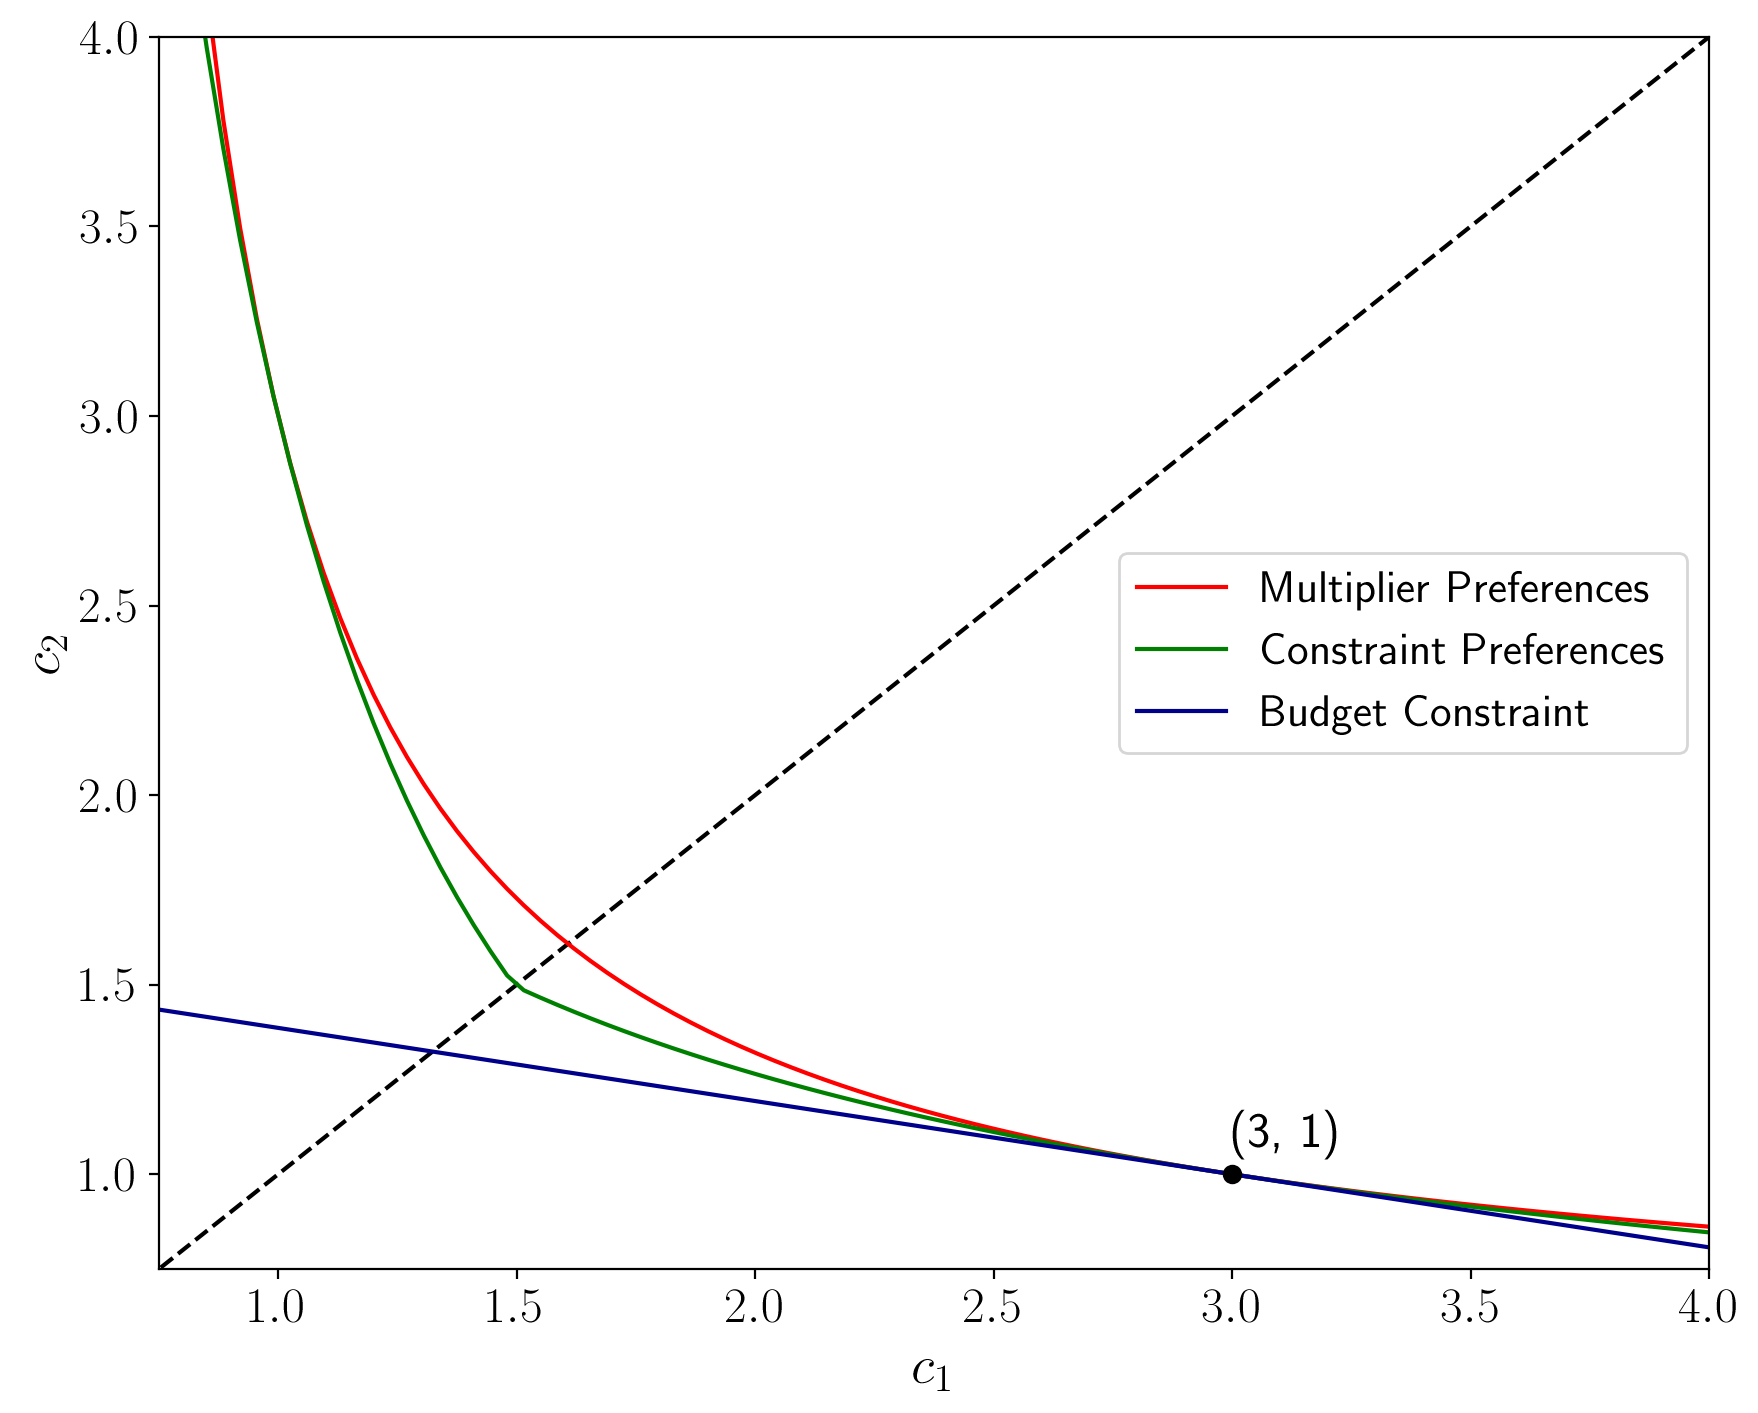 4.0
3.5
3.0
2.5
2.0
1.5
1.0
c₂
Multiplier Preferences
Constraint Preferences
Budget Constraint
(3, 1)
1.0 1.5 2.0 2.5 3.0 3.5 4.0
c₁